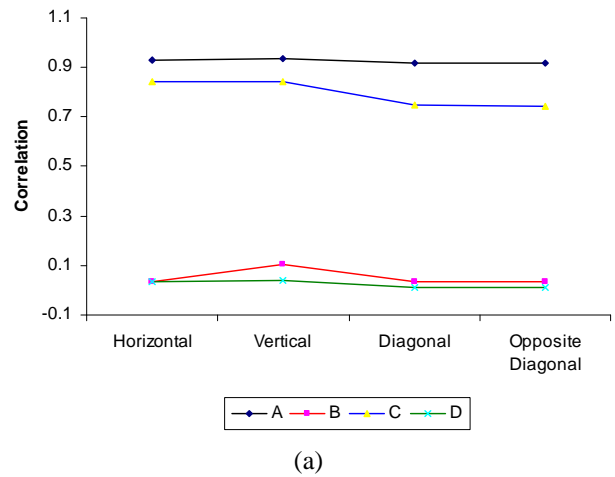 1.1
0.9
0.7
0.5
0.3
0.1
-0.1
Correlation
Horizontal Vertical Diagonal Opposite
Diagonal
A B C D
(a)